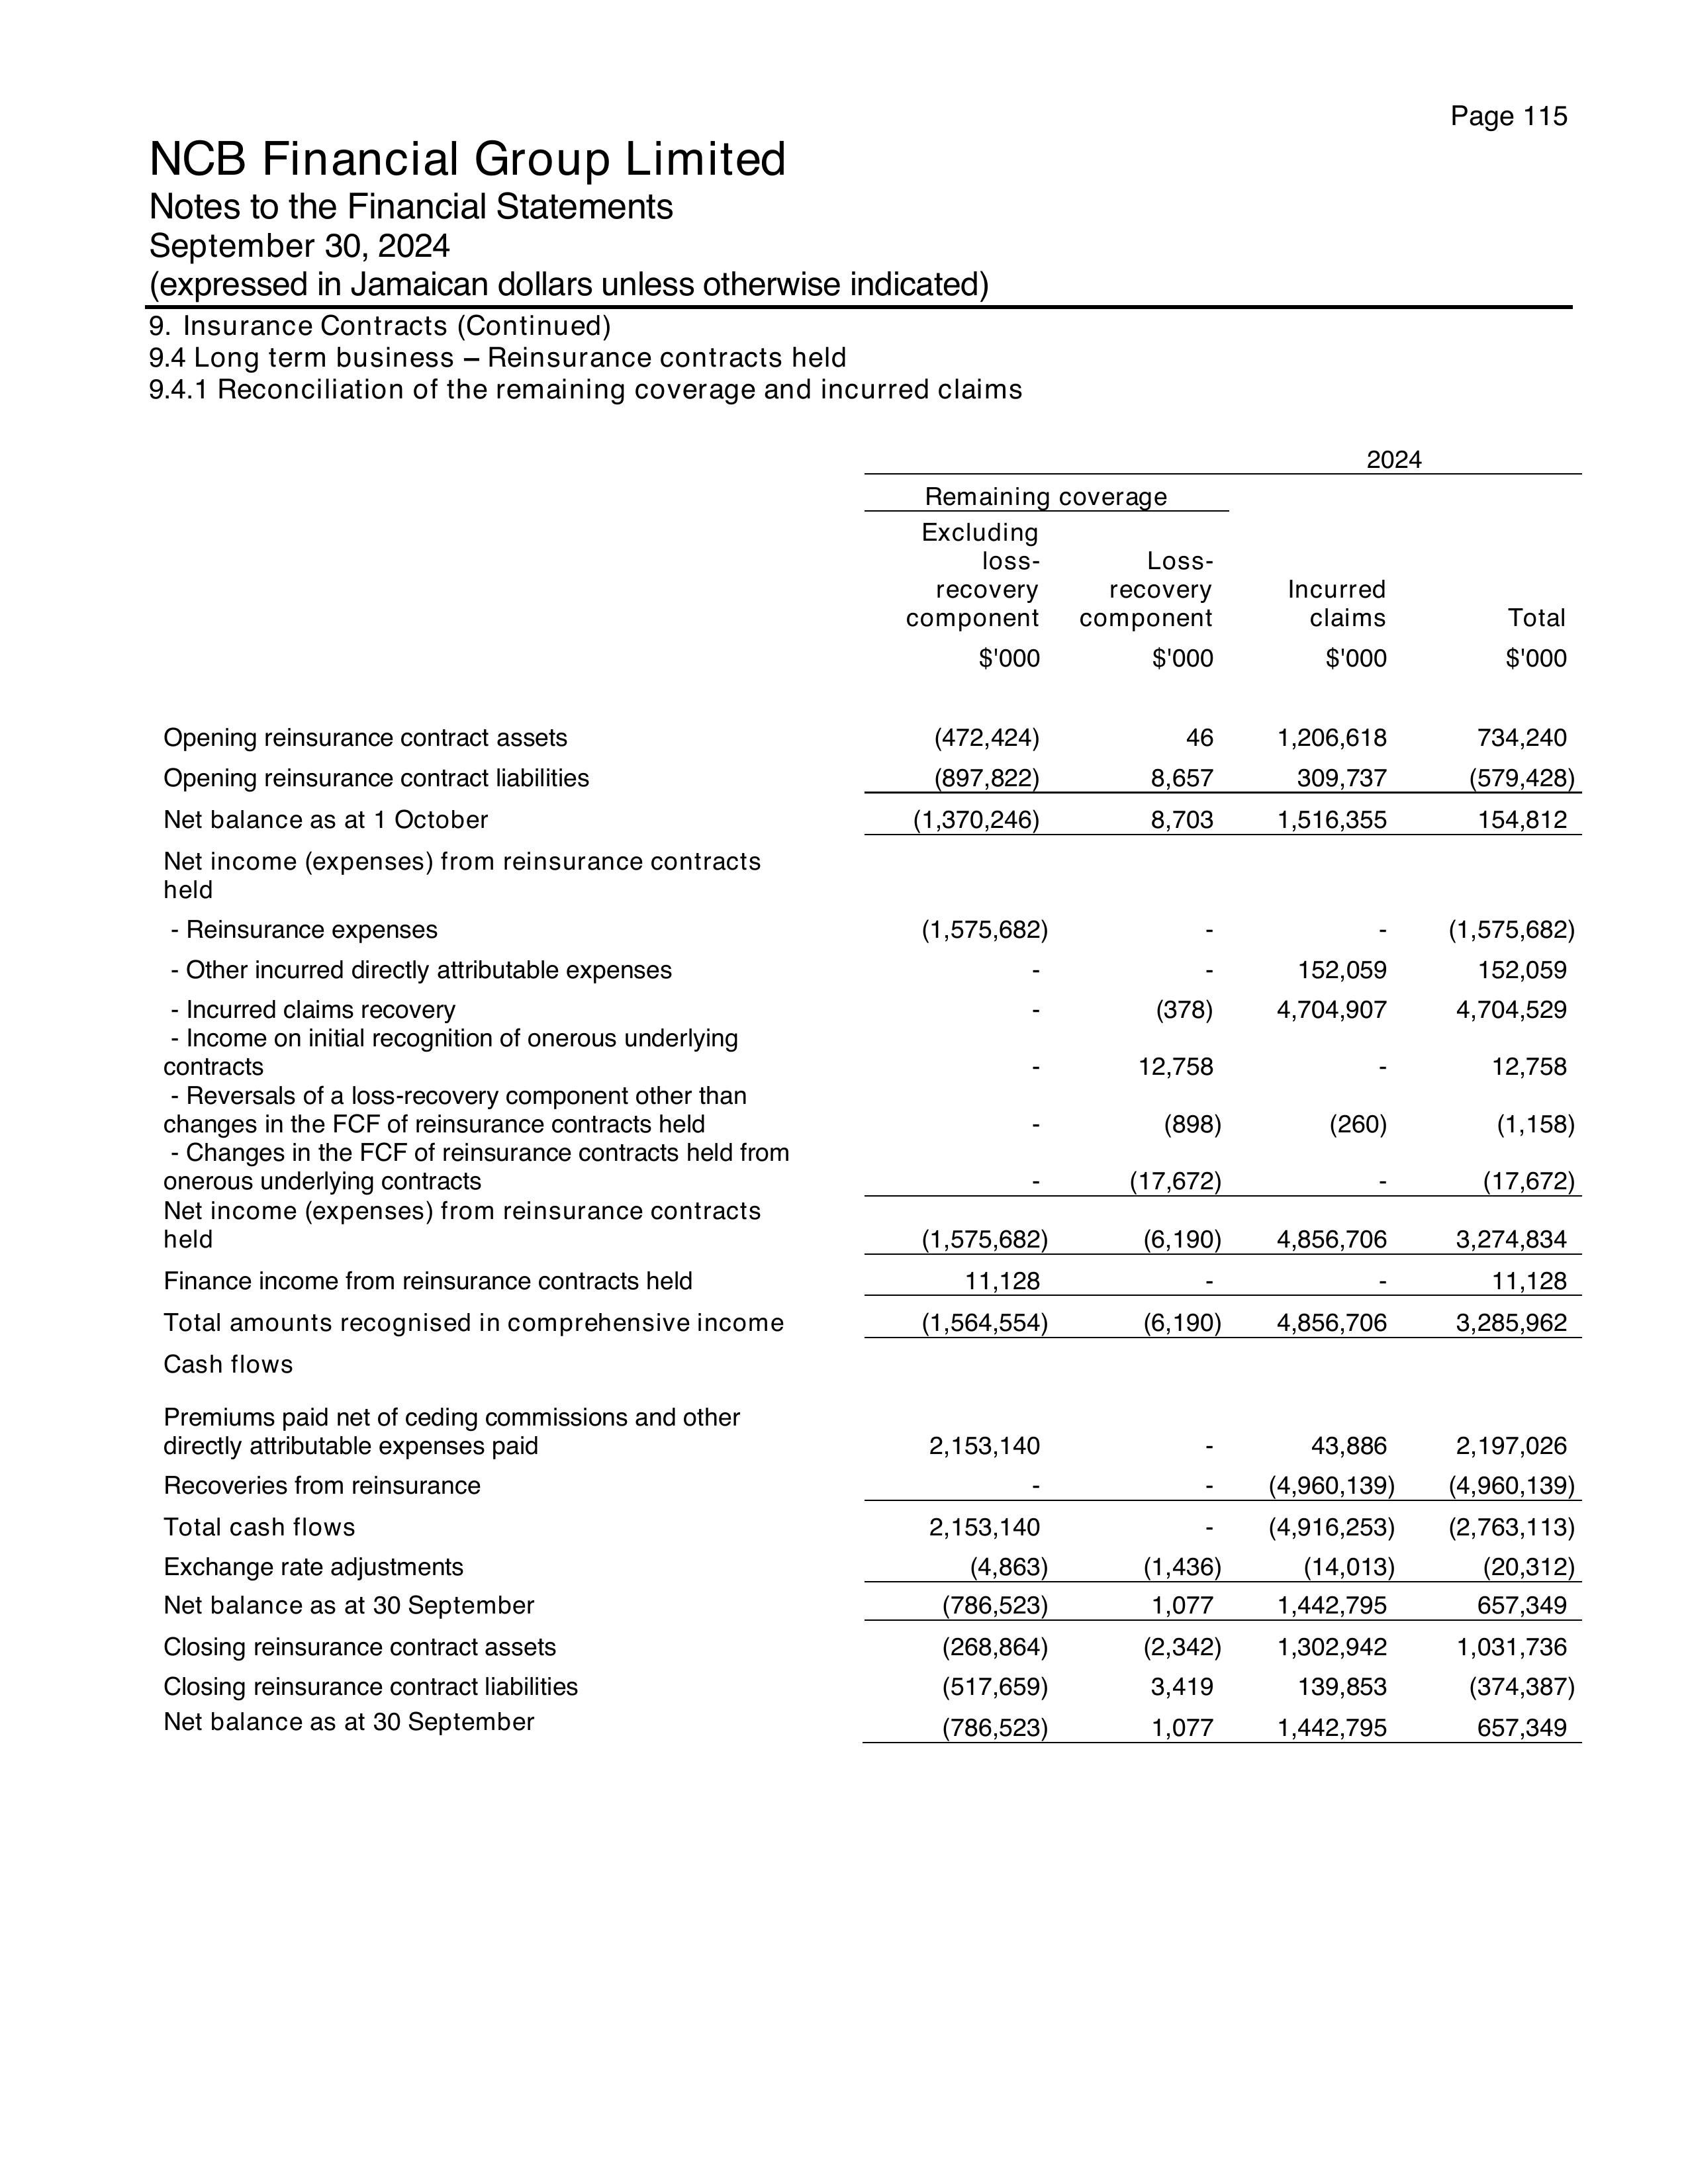 Page 115
NCB Financial Group Limited
Notes to the Financial Statements
September 30, 2024
(expressed in Jamaican dollars unless otherwise indicated)
9. Insurance Contracts (Continued)
9.4 Long term business – Reinsurance contracts held
9.4.1 Reconciliation of the remaining coverage and incurred claims
2024
Remaining coverage
Excluding
loss- Loss-
recovery recovery Incurred
component component claims Total
$'000 $'000 $'000 $'000
Opening reinsurance contract assets (472,424) 46 1,206,618 734,240
Opening reinsurance contract liabilities (897,822) 8,657 309,737 (579,428)
Net balance as at 1 October (1,370,246) 8,703 1,516,355 154,812
Net income (expenses) from reinsurance contracts
held
- Reinsurance expenses (1,575,682) - - (1,575,682)
- Other incurred directly attributable expenses - - 152,059 152,059
- Incurred claims recovery - (378) 4,704,907 4,704,529
- Income on initial recognition of onerous underlying
contracts - 12,758 - 12,758
- Reversals of a loss-recovery component other than
changes in the FCF of reinsurance contracts held - (898) (260) (1,158)
- Changes in the FCF of reinsurance contracts held from
onerous underlying contracts - (17,672) - (17,672)
Net income (expenses) from reinsurance contracts
held (1,575,682) (6,190) 4,856,706 3,274,834
Finance income from reinsurance contracts held 11,128 - - 11,128
Total amounts recognised in comprehensive income (1,564,554) (6,190) 4,856,706 3,285,962
Cash flows
Premiums paid net of ceding commissions and other
directly attributable expenses paid 2,153,140 - 43,886 2,197,026
Recoveries from reinsurance - - (4,960,139) (4,960,139)
Total cash flows 2,153,140 - (4,916,253) (2,763,113)
Exchange rate adjustments (4,863) (1,436) (14,013) (20,312)
Net balance as at 30 September (786,523) 1,077 1,442,795 657,349
Closing reinsurance contract assets (268,864) (2,342) 1,302,942 1,031,736
Closing reinsurance contract liabilities (517,659) 3,419 139,853 (374,387)
Net balance as at 30 September (786,523) 1,077 1,442,795 657,349